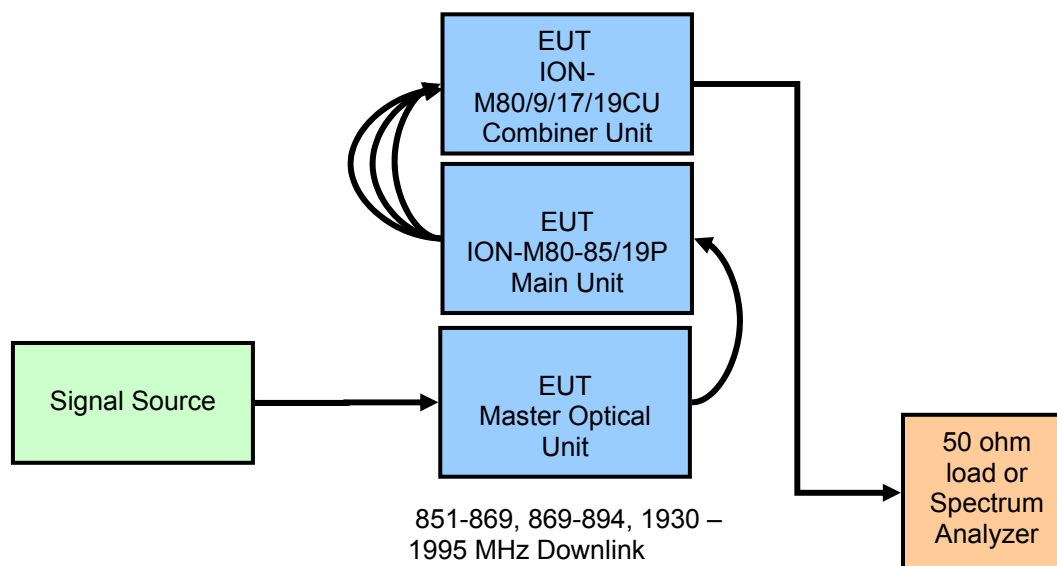 EUT
ION-
M80/9/17/19CU
Combiner Unit
EUT
ION-M80-85/19P
Main Unit
Signal Source
EUT
Master Optical
Unit
50 ohm
load or
Spectrum
Analyzer
851-869, 869-894, 1930 –
1995 MHz Downlink